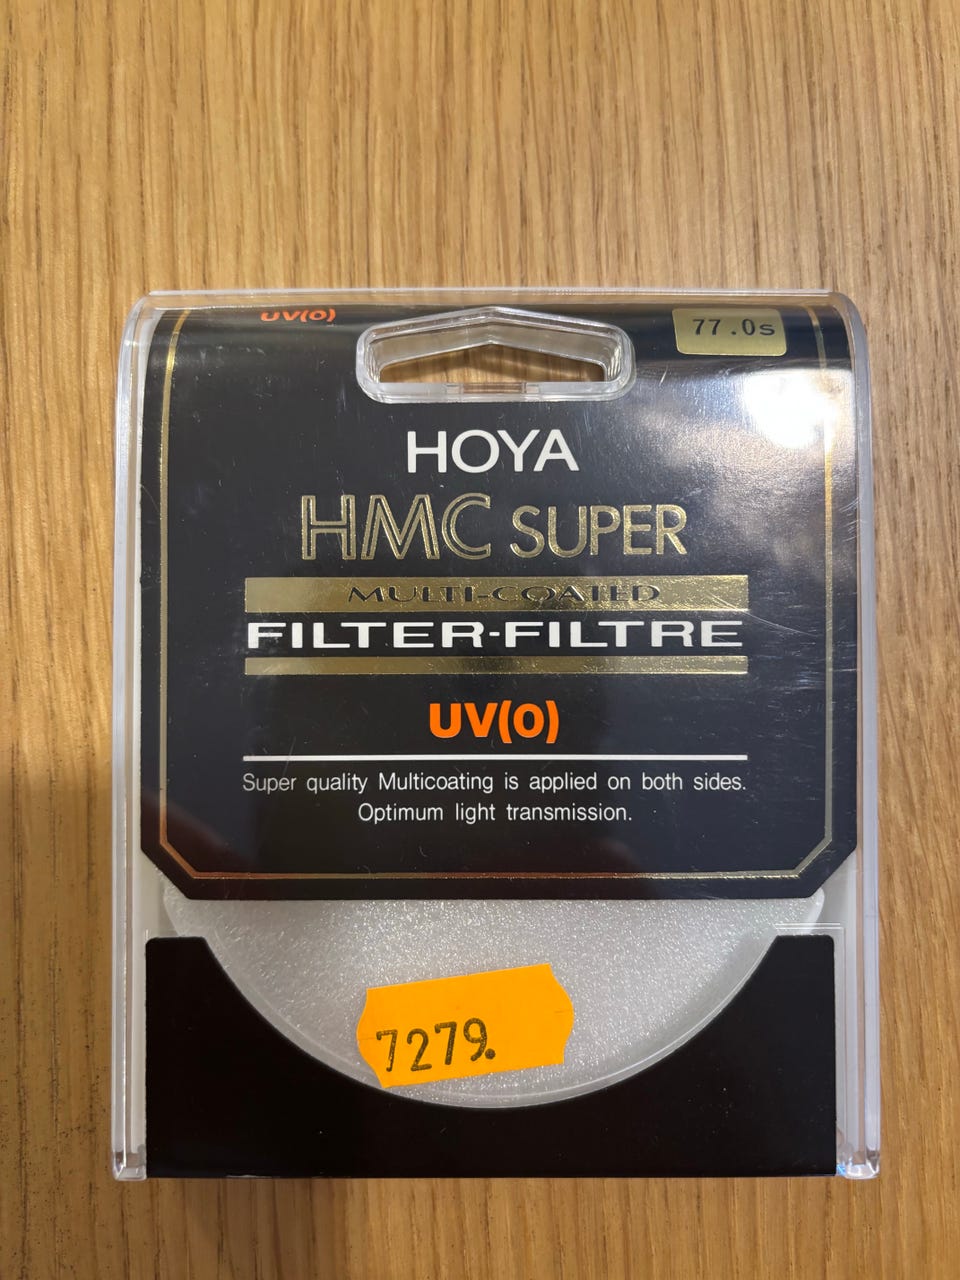 UV(0)
77.0s
HOYA
HMC SUPER
MULTI-COATED
FILTER-FILTRE
UV(0)
Super quality Multicoating is applied on both sides.
Optimum light transmission.
7279.